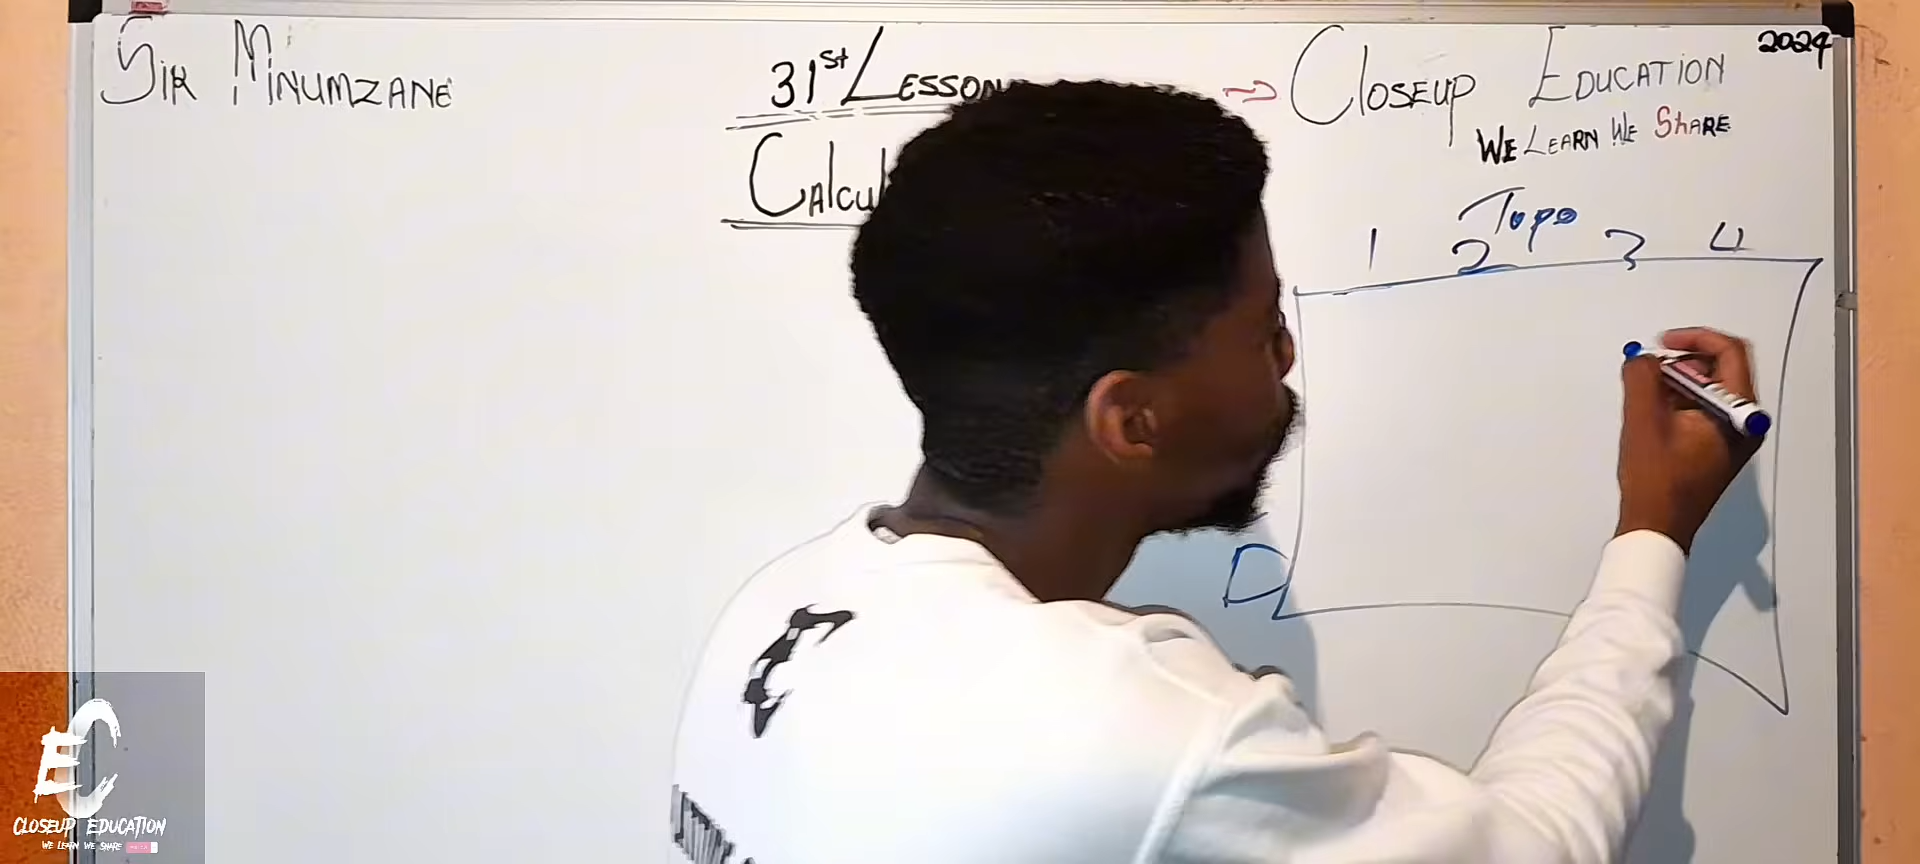 SIR MINUMZANE
31st LESSON
CLOSEUP EDUCATION
2024
WE LEARN WE SHARE
Topo
1 2 3 4
D
EC
CLOSEUP EDUCATION
WE LEARN WE SHARE